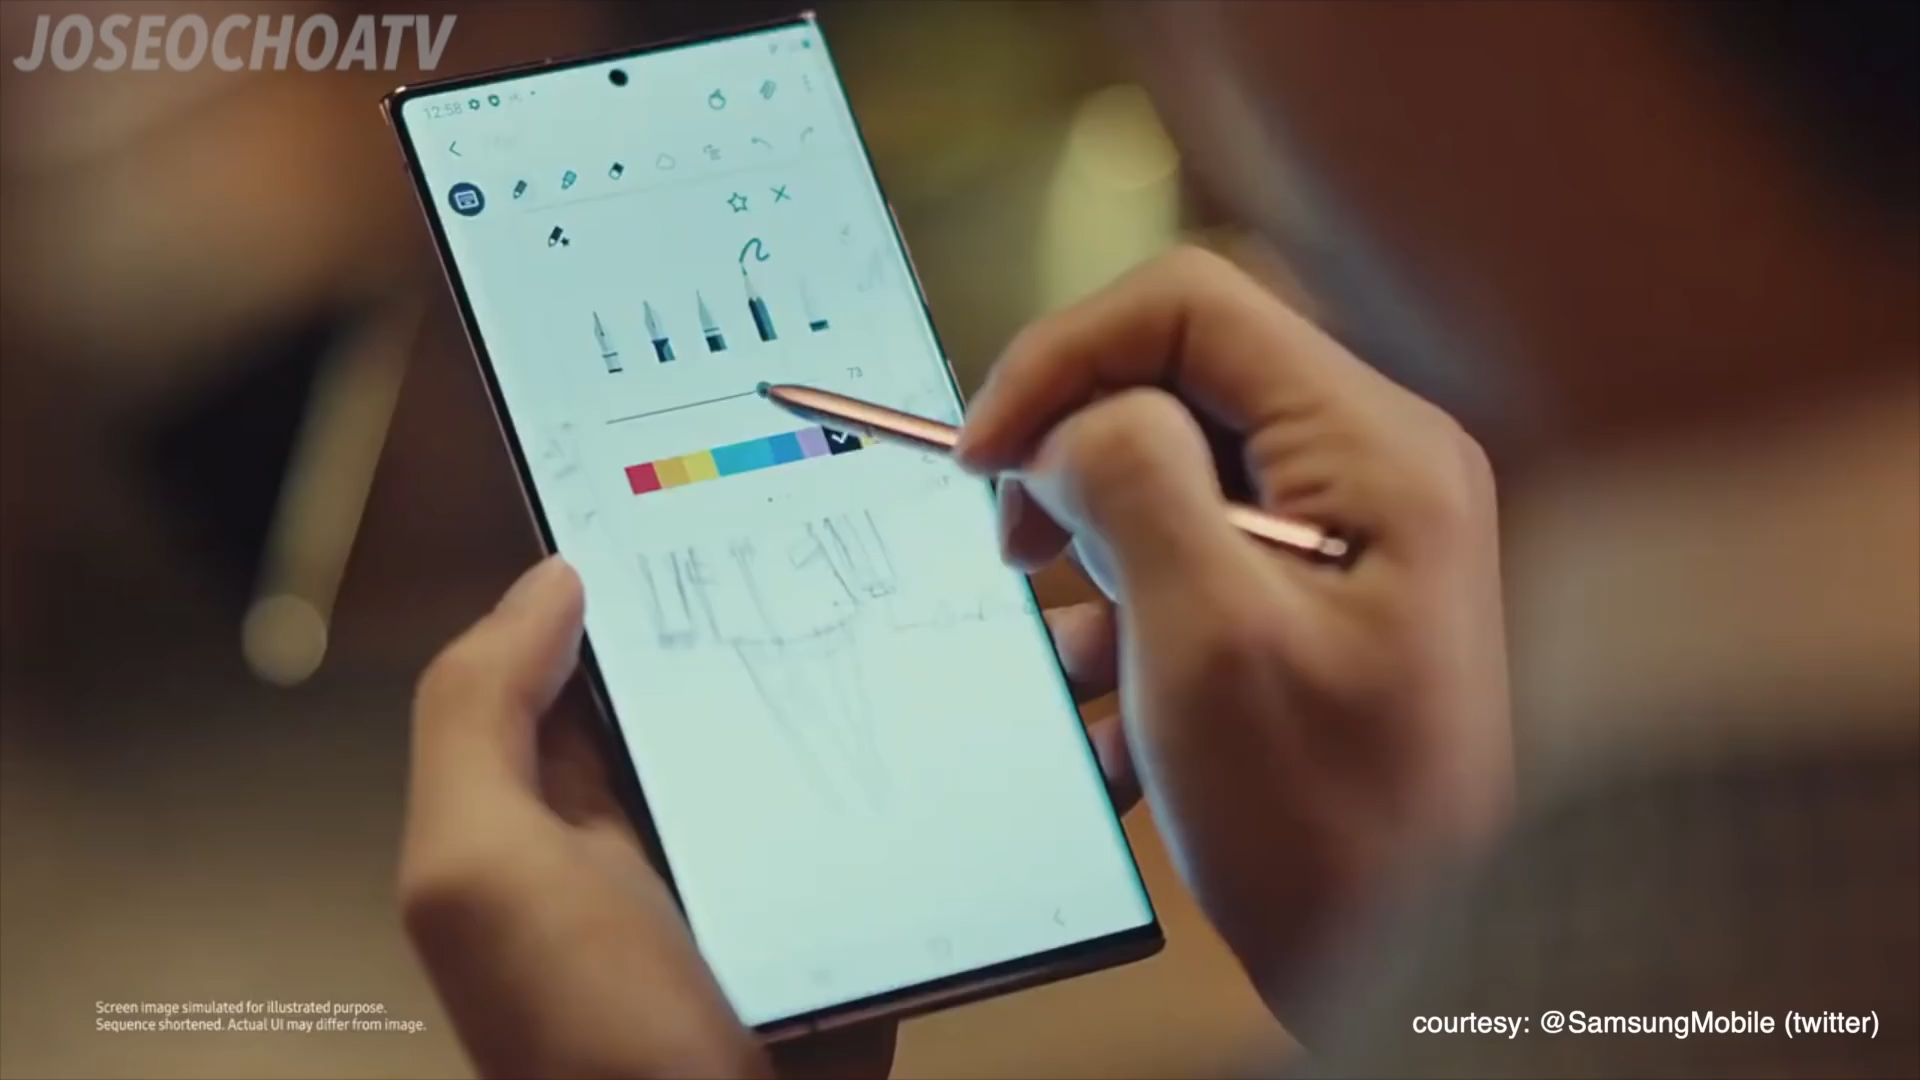 JOSEOCHOATV
12:58
73
Screen image simulated for illustrated purpose.
Sequence shortened. Actual UI may differ from image.
courtesy: @SamsungMobile (twitter)